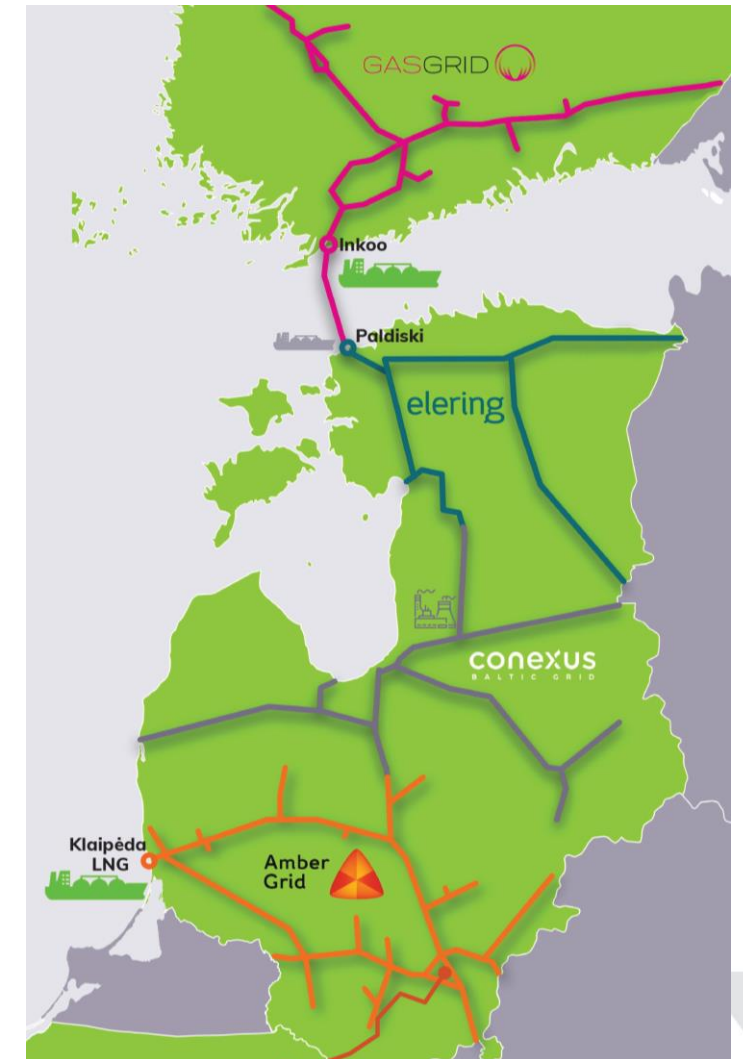 GASGRID
Inkoo
Paldiski
elering
conexus
BALTIC GRID
Klaipėda
LNG
Amber
Grid